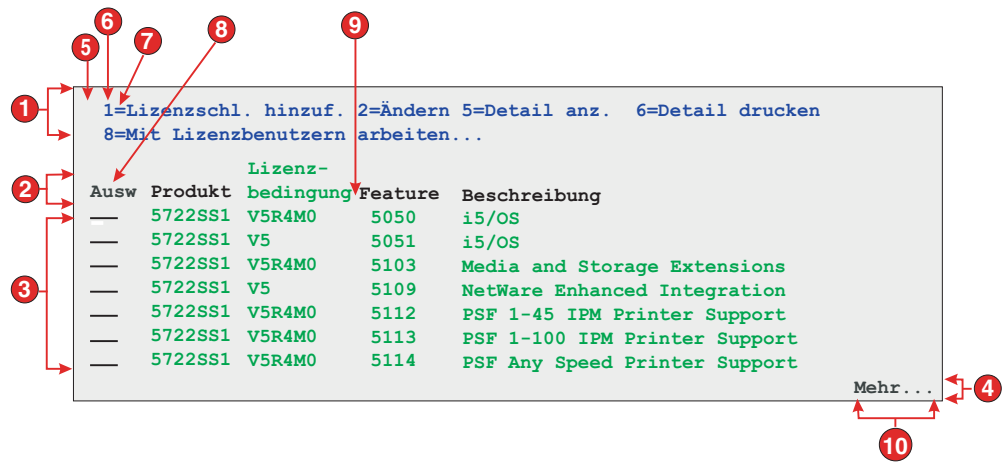 6
5 7 8 9
1
1=Lizenzschl. hinzuf. 2=Ändern 5=Detail anz. 6=Detail drucken
8=Mit Lizenzbenutzern arbeiten...
2
Lizenz-
Ausw Produkt bedingung Feature Beschreibung
5722SS1 V5R4M0 5050 i5/OS
5722SS1 V5 5051 i5/OS
5722SS1 V5R4M0 5103 Media and Storage Extensions
3
5722SS1 V5 5109 NetWare Enhanced Integration
5722SS1 V5R4M0 5112 PSF 1-45 IPM Printer Support
5722SS1 V5R4M0 5113 PSF 1-100 IPM Printer Support
5722SS1 V5R4M0 5114 PSF Any Speed Printer Support
Mehr... 4
10